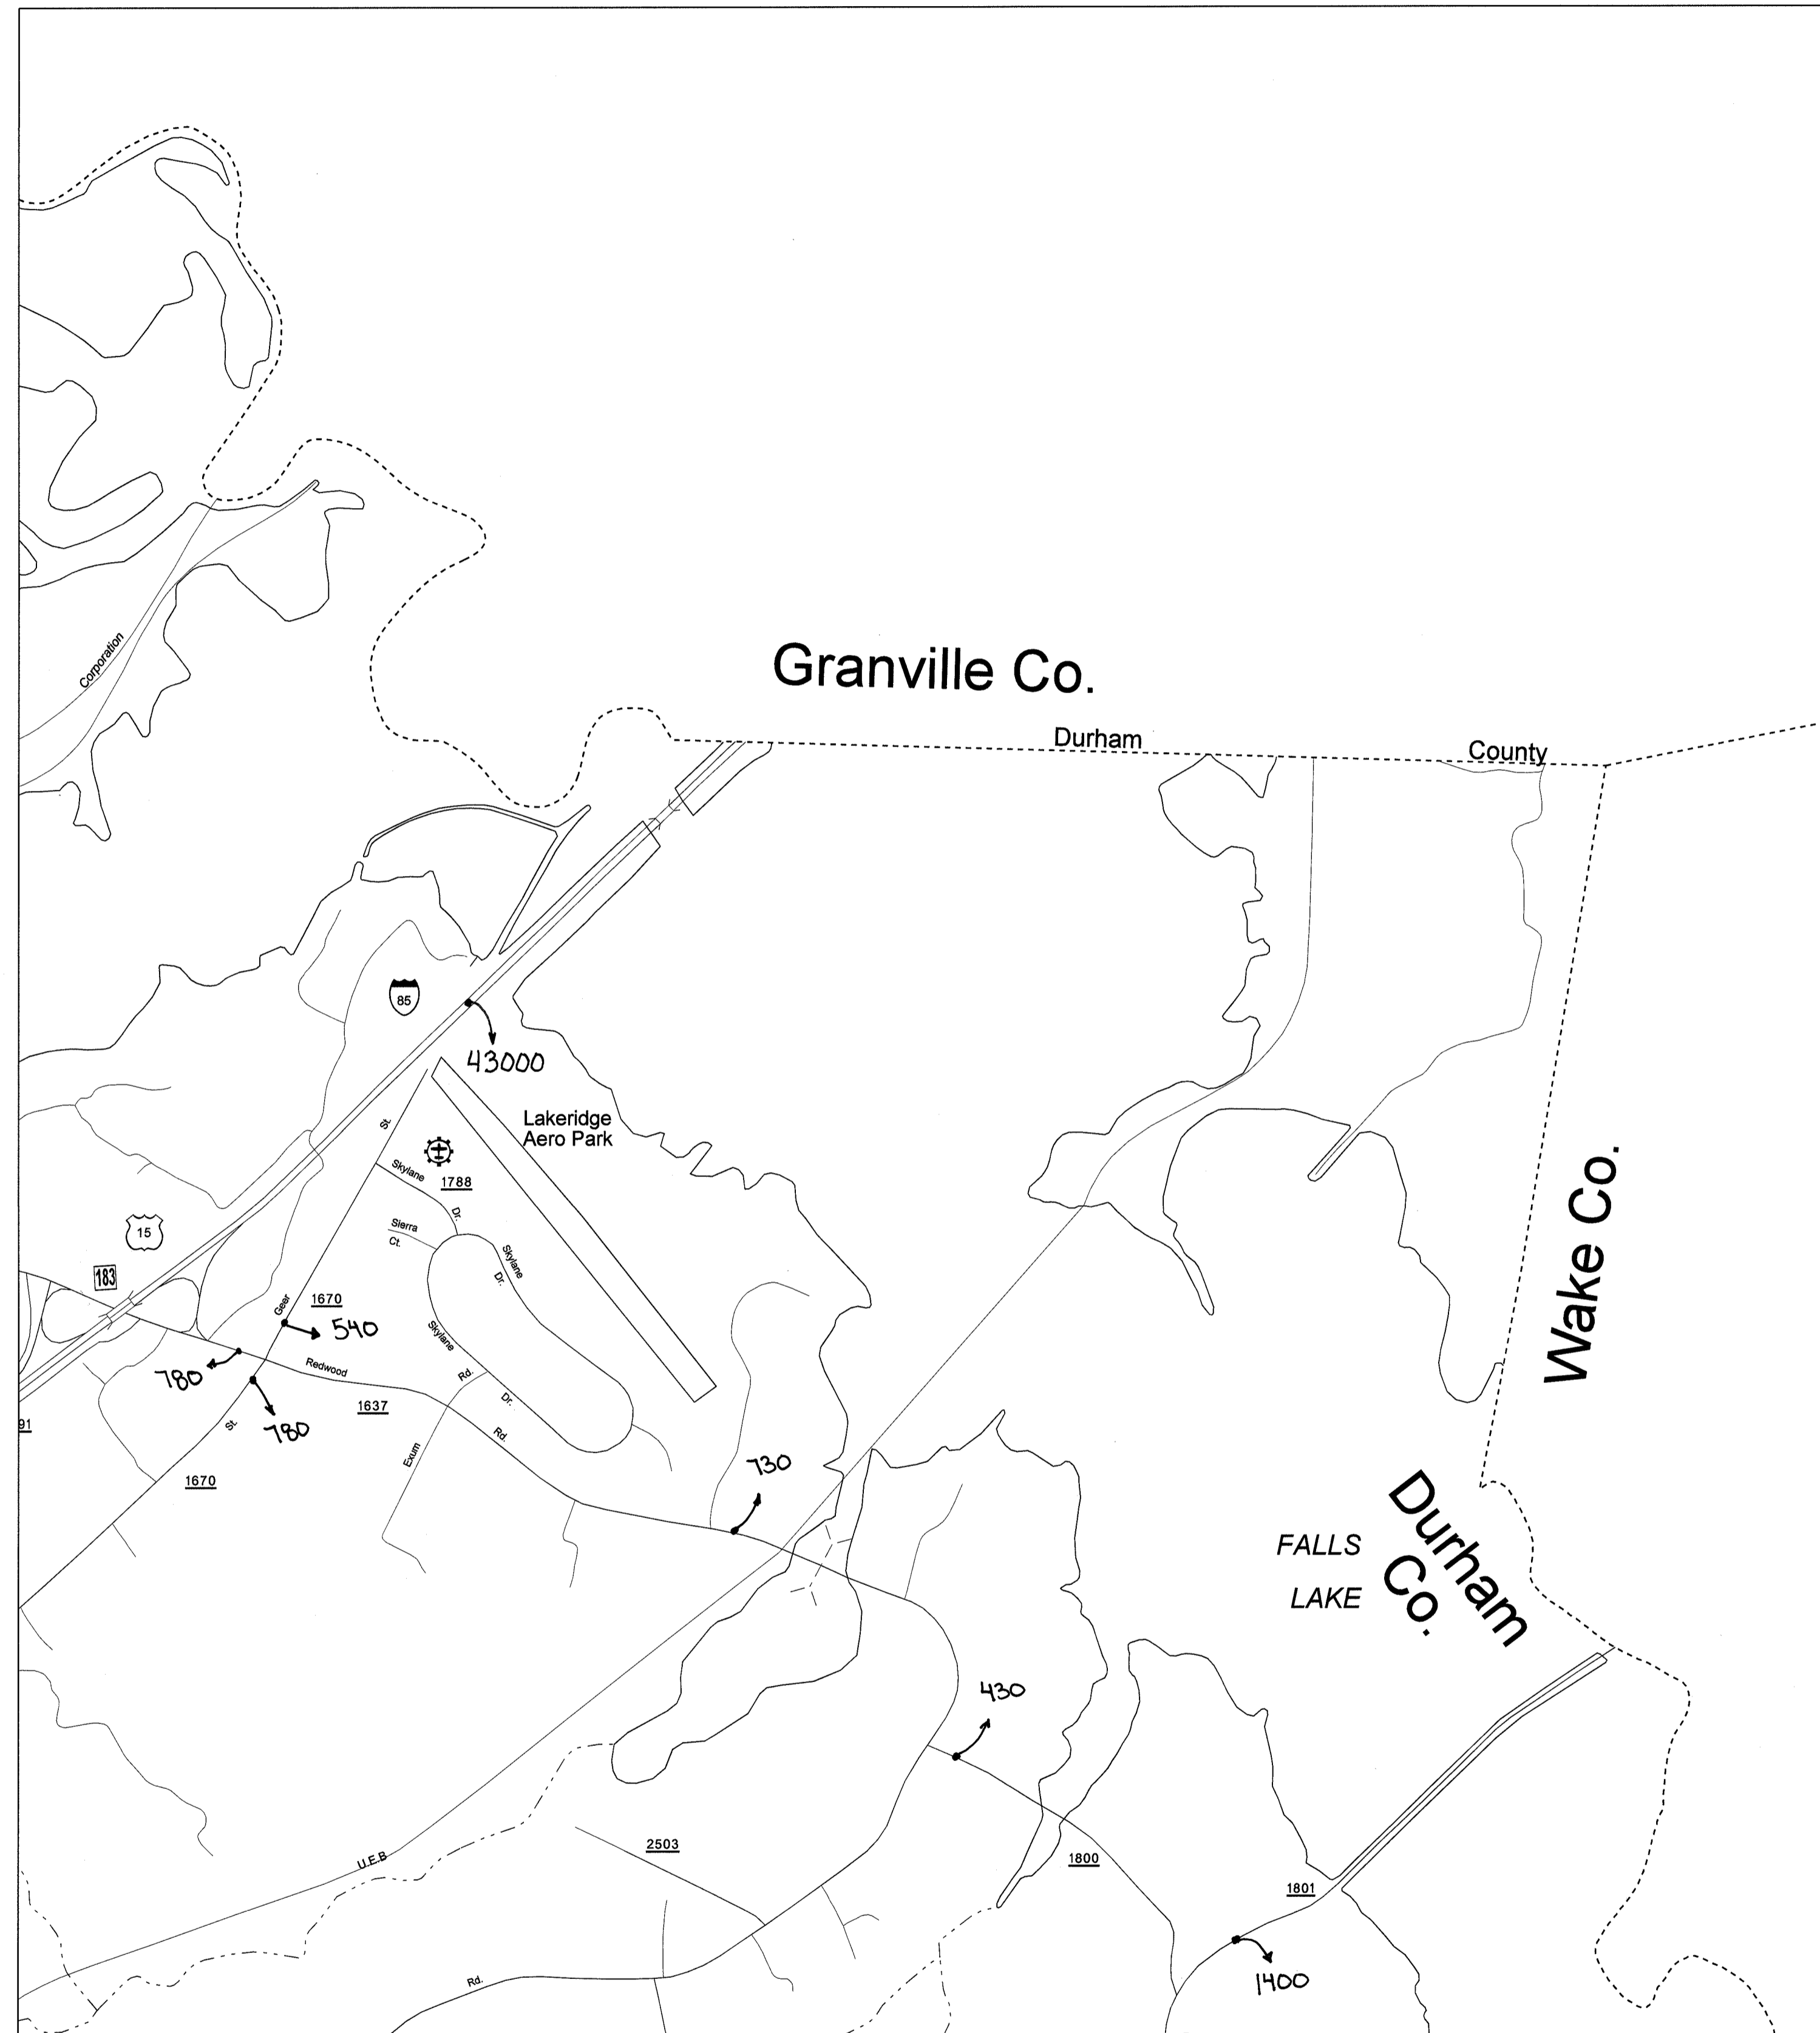 Corporation
Granville Co.
Durham
County
85
43000
Lakeridge
Aero Park
St.
Skylane
1788
Dr.
Sierra
Ct.
Skylane
Dr.
15
183
Wake Co.
Geer
1670
540
Skylane
Redwood
780
Rd.
Dr.
1637
91
St.
780
Rd.
Exum
730
1670
Durham
Co.
FALLS
LAKE
430
2503
U.E.B
1800
1801
Rd.
1400